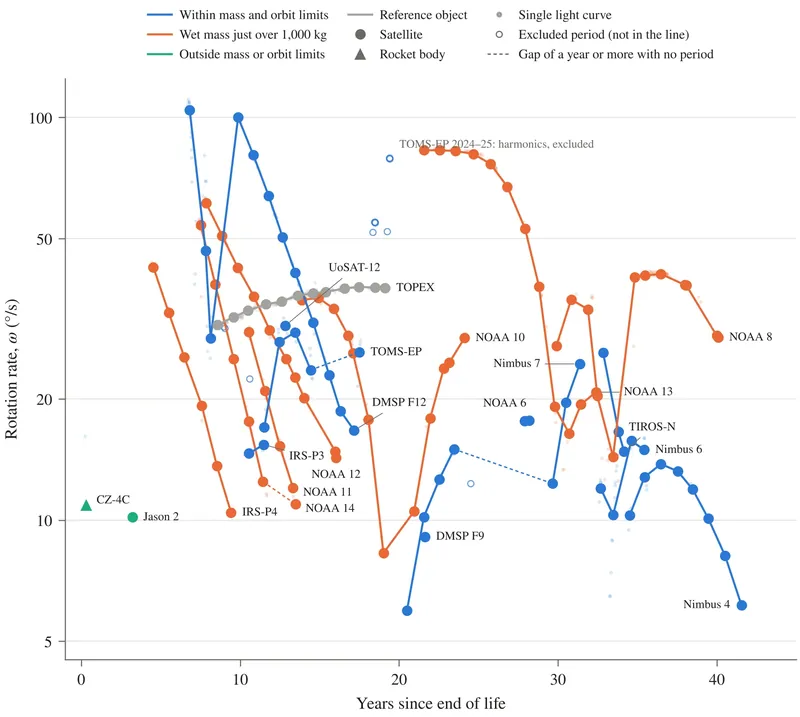 Within mass and orbit limits
Wet mass just over 1,000 kg
Outside mass or orbit limits
Reference object
Satellite
Rocket body
Single light curve
Excluded period (not in the line)
Gap of a year or more with no period
100
50
20
10
5
Rotation rate, ω (°/s)
TOMS-EP 2024–25: harmonics, excluded
UoSAT-12
TOPEX
NOAA 10
NOAA 8
TOMS-EP
Nimbus 7
DMSP F12
NOAA 6
NOAA 13
TIROS-N
IRS-P3
Nimbus 6
NOAA 12
NOAA 11
CZ-4C
NOAA 14
IRS-P4
Jason 2
DMSP F9
Nimbus 4
0
10
20
30
40
Years since end of life